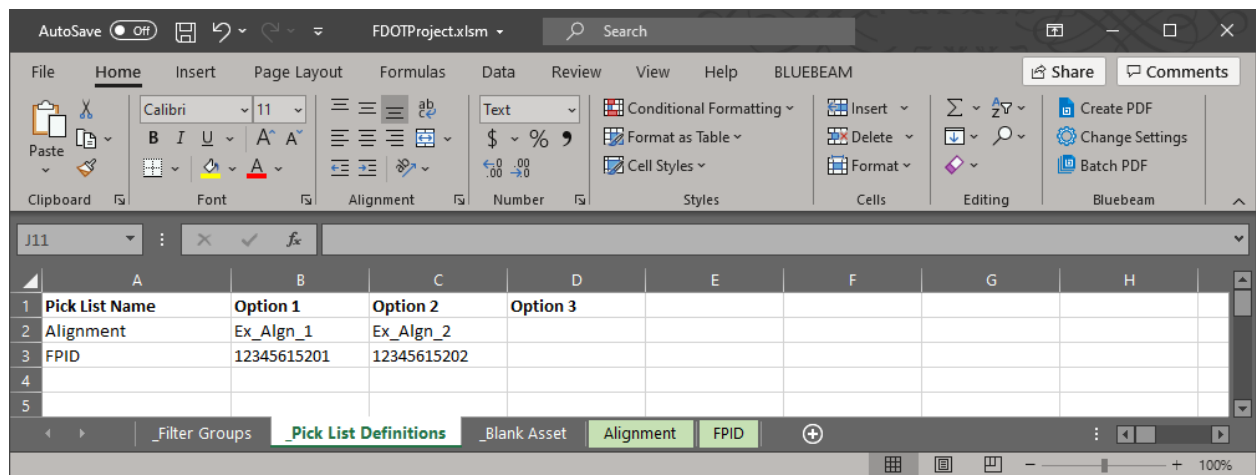 AutoSave Off FDOTProject.xlsm Search
File Home Insert Page Layout Formulas Data Review View Help BLUEBEAM Share Comments
Calibri 11 ab Text Conditional Formatting Insert Σ Create PDF
Paste B I U A A $ % 9 Format as Table Delete Change Settings
A Cell Styles Format Batch PDF
Clipboard Font Alignment Number Styles Cells Editing Bluebeam
J11 fx
A B C D E F G H
1 Pick List Name Option 1 Option 2 Option 3
2 Alignment Ex_Algn_1 Ex_Algn_2
3 FPID 12345615201 12345615202
4
5
_Filter Groups _Pick List Definitions _Blank Asset Alignment FPID
100%